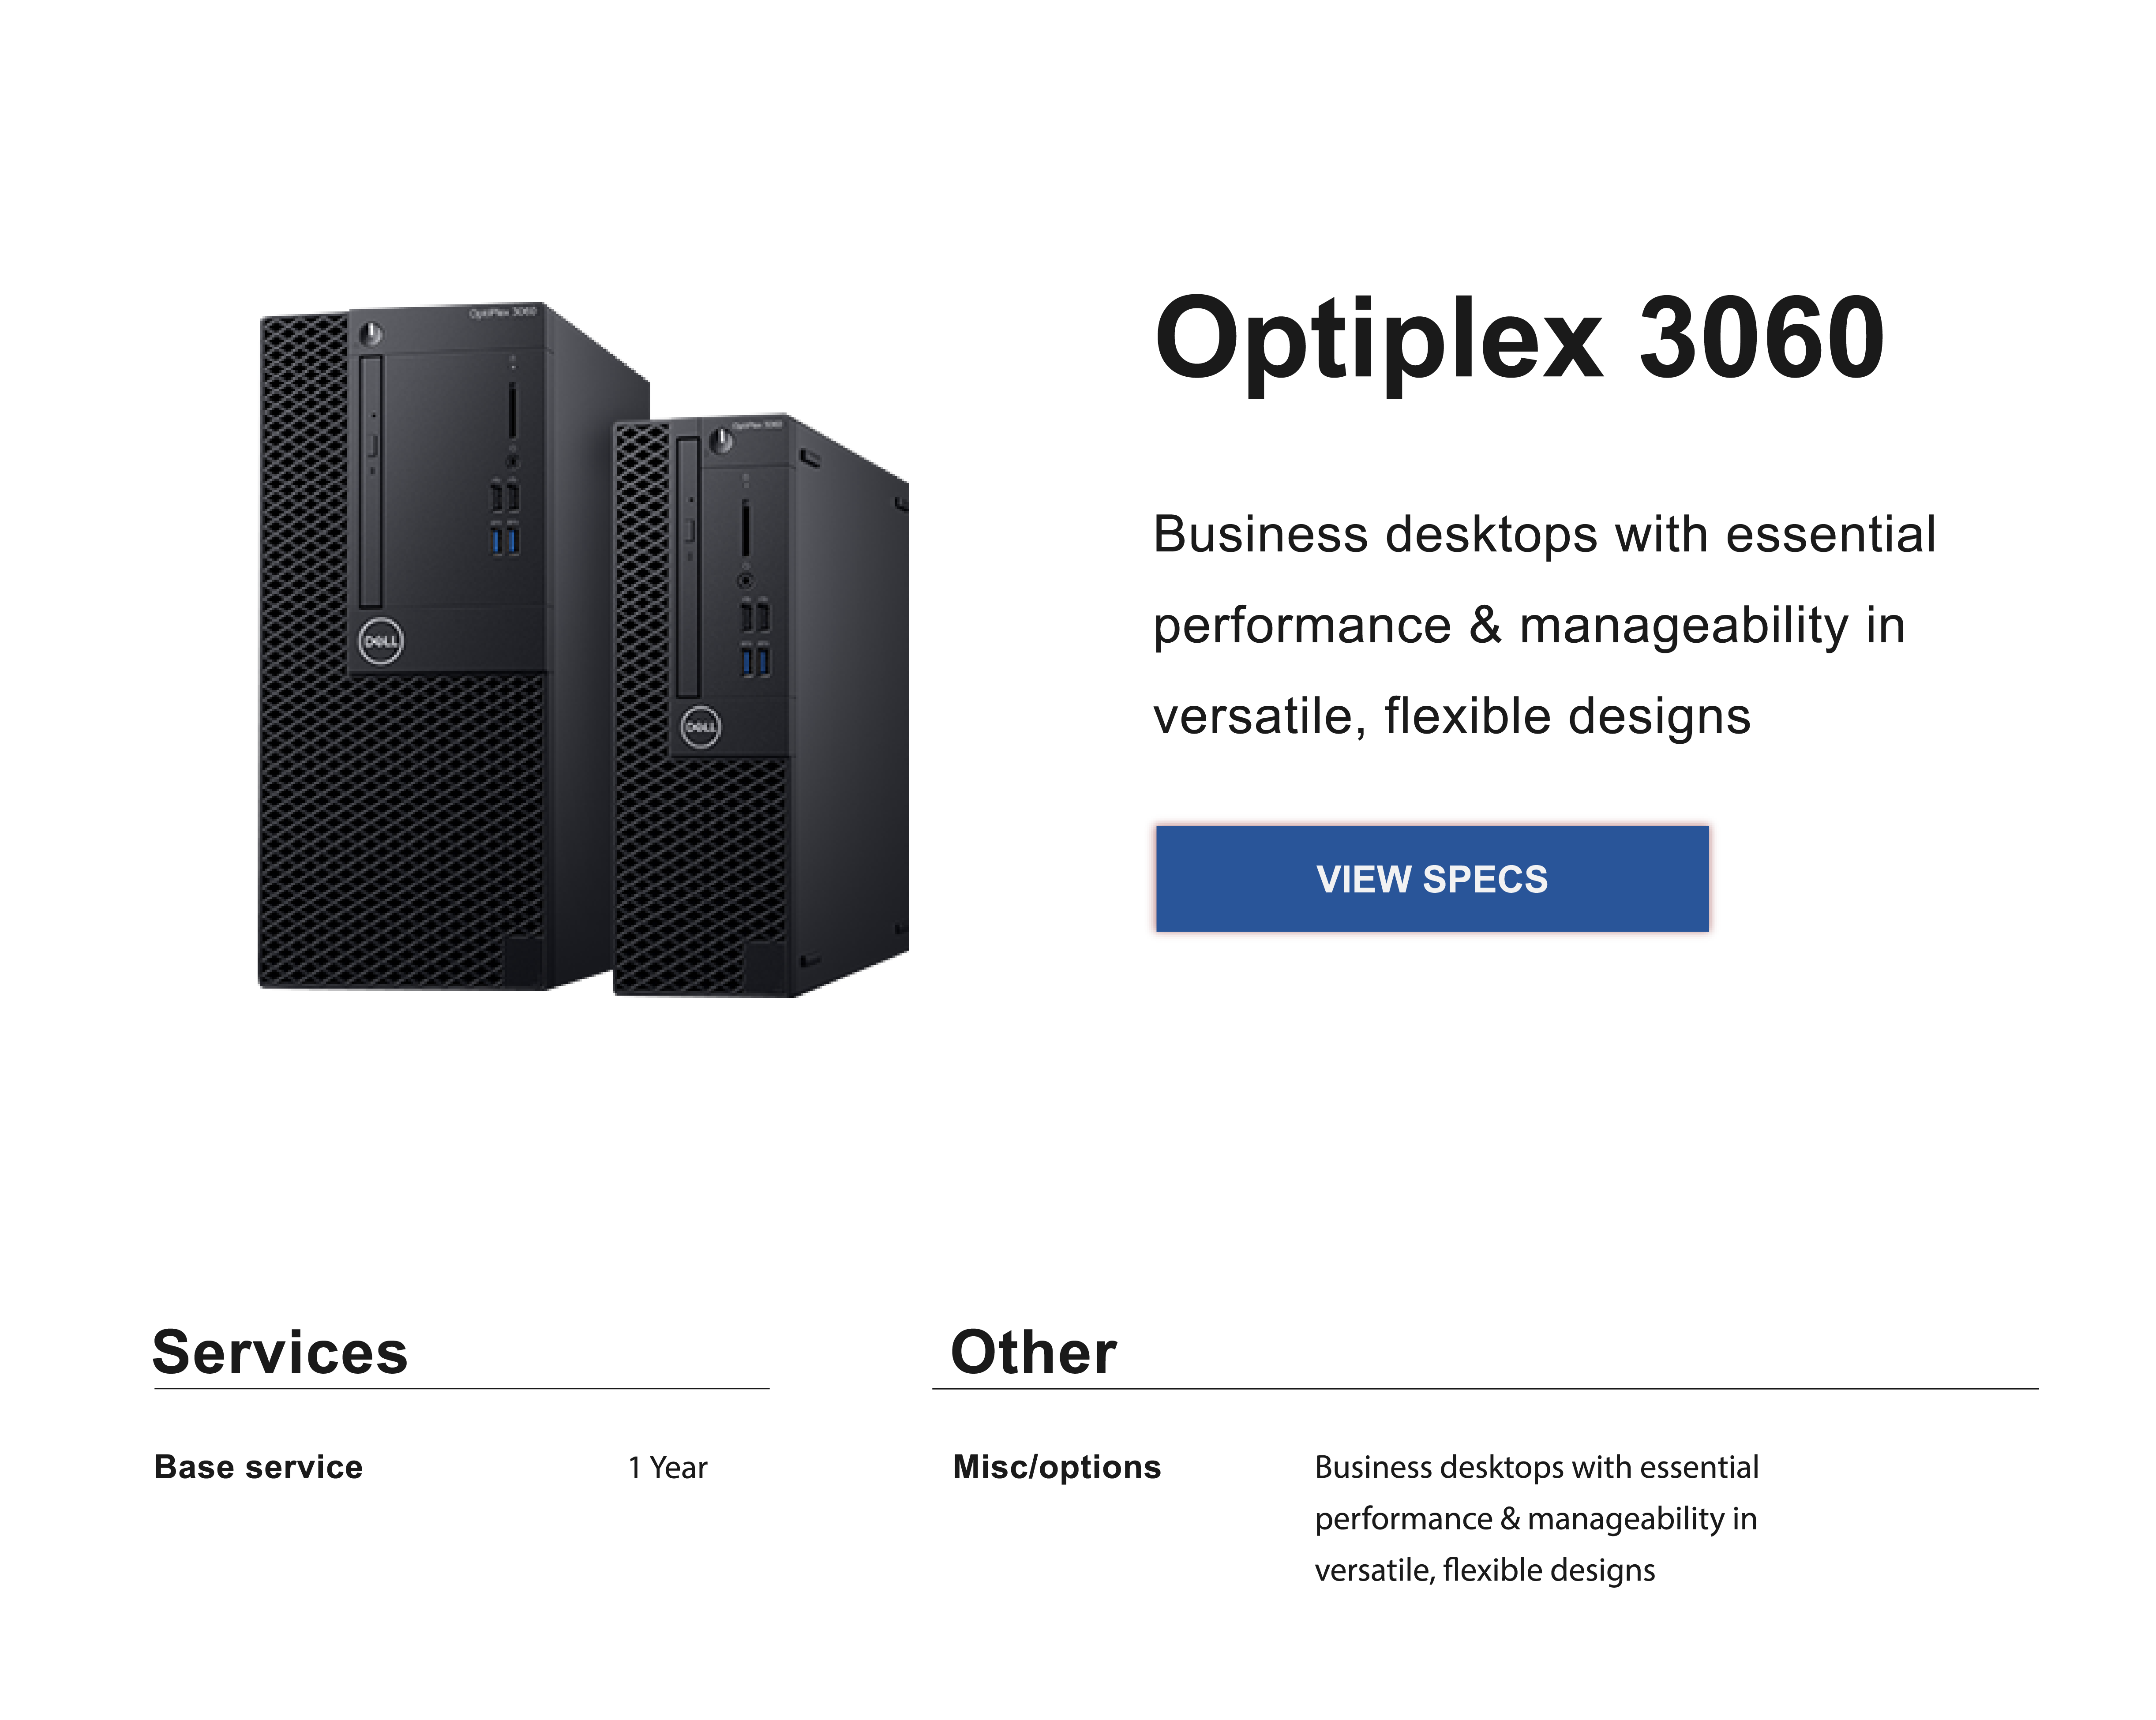 OptiPlex 3060
OptiPlex 3060
DELL
DELL
Optiplex 3060
Business desktops with essential
performance & manageability in
versatile, flexible designs
VIEW SPECS
Services
Base service
1 Year
Other
Misc/options
Business desktops with essential
performance & manageability in
versatile, flexible designs